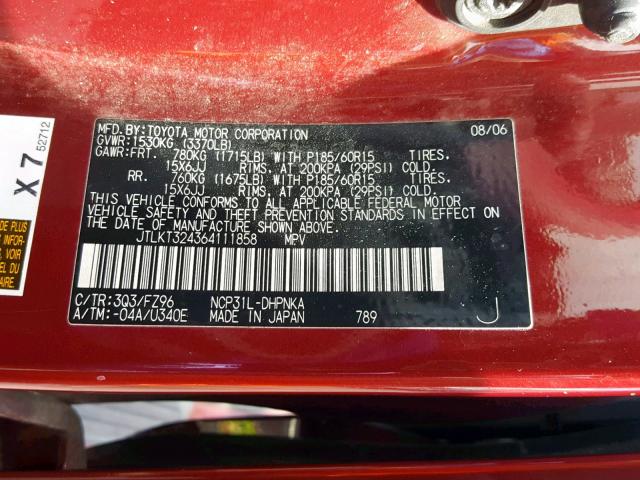 MFD.BY:TOYOTA MOTOR CORPORATION 08/06
GVWR:1530KG (3370LB)
GAWR:FRT. 780KG (1715LB) WITH P185/60R15 TIRES.
15X6JJ RIMS. AT 200KPA (29PSI) COLD.
RR. 760KG (1675LB) WITH P185/60R15 TIRES.
15X6JJ RIMS. AT 200KPA (29PSI) COLD.
THIS VEHICLE CONFORMS TO ALL APPLICABLE FEDERAL MOTOR
VEHICLE SAFETY AND THEFT PREVENTION STANDARDS IN EFFECT
ON THE DATE OF MANUFACTURE SHOWN ABOVE.
JTLKT324364111858 MPV
C/TR:3Q3/FZ96 NCP31L-DHPNKA
A/TM:-04A/U340E MADE IN JAPAN 789 J
X 7
52712
DE PLUS
INFOR-
EN